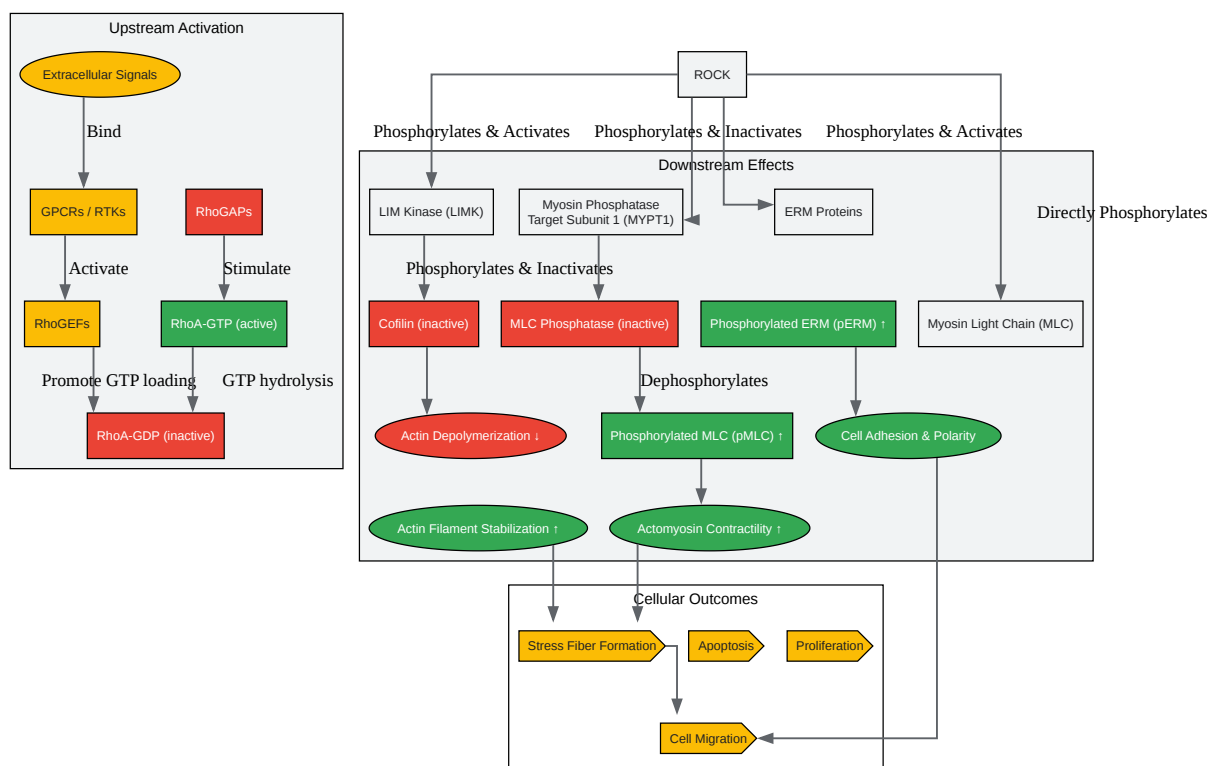 Upstream Activation
Extracellular Signals
ROCK
Bind
Phosphorylates & Activates
Phosphorylates & Inactivates
Phosphorylates & Activates
Downstream Effects
GPCRs / RTKs
RhoGAPs
LIM Kinase (LIMK)
Myosin Phosphatase
Target Subunit 1 (MYPT1)
ERM Proteins
Directly Phosphorylates
Activate
Stimulate
Phosphorylates & Inactivates
RhoGEFs
RhoA-GTP (active)
Cofilin (inactive)
MLC Phosphatase (inactive)
Phosphorylated ERM (pERM) ↑
Myosin Light Chain (MLC)
Promote GTP loading
GTP hydrolysis
Dephosphorylates
RhoA-GDP (inactive)
Actin Depolymerization ↓
Phosphorylated MLC (pMLC) ↑
Cell Adhesion & Polarity
Actin Filament Stabilization ↑
Actomyosin Contractility ↑
Cellular Outcomes
Stress Fiber Formation
Apoptosis
Proliferation
Cell Migration